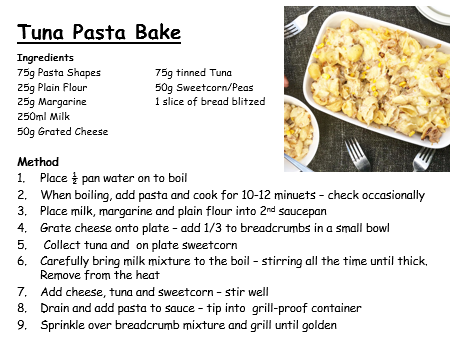 Tuna Pasta Bake
Ingredients
75g Pasta Shapes
25g Plain Flour
25g Margarine
250ml Milk
50g Grated Cheese
75g tinned Tuna
50g Sweetcorn/Peas
1 slice of bread blitzed
Method
1. Place ½ pan water on to boil
2. When boiling, add pasta and cook for 10-12 minuets – check occasionally
3. Place milk, margarine and plain flour into 2nd saucepan
4. Grate cheese onto plate – add 1/3 to breadcrumbs in a small bowl
5. Collect tuna and on plate sweetcorn
6. Carefully bring milk mixture to the boil – stirring all the time until thick.
Remove from the heat
7. Add cheese, tuna and sweetcorn – stir well
8. Drain and add pasta to sauce – tip into grill-proof container
9. Sprinkle over breadcrumb mixture and grill until golden